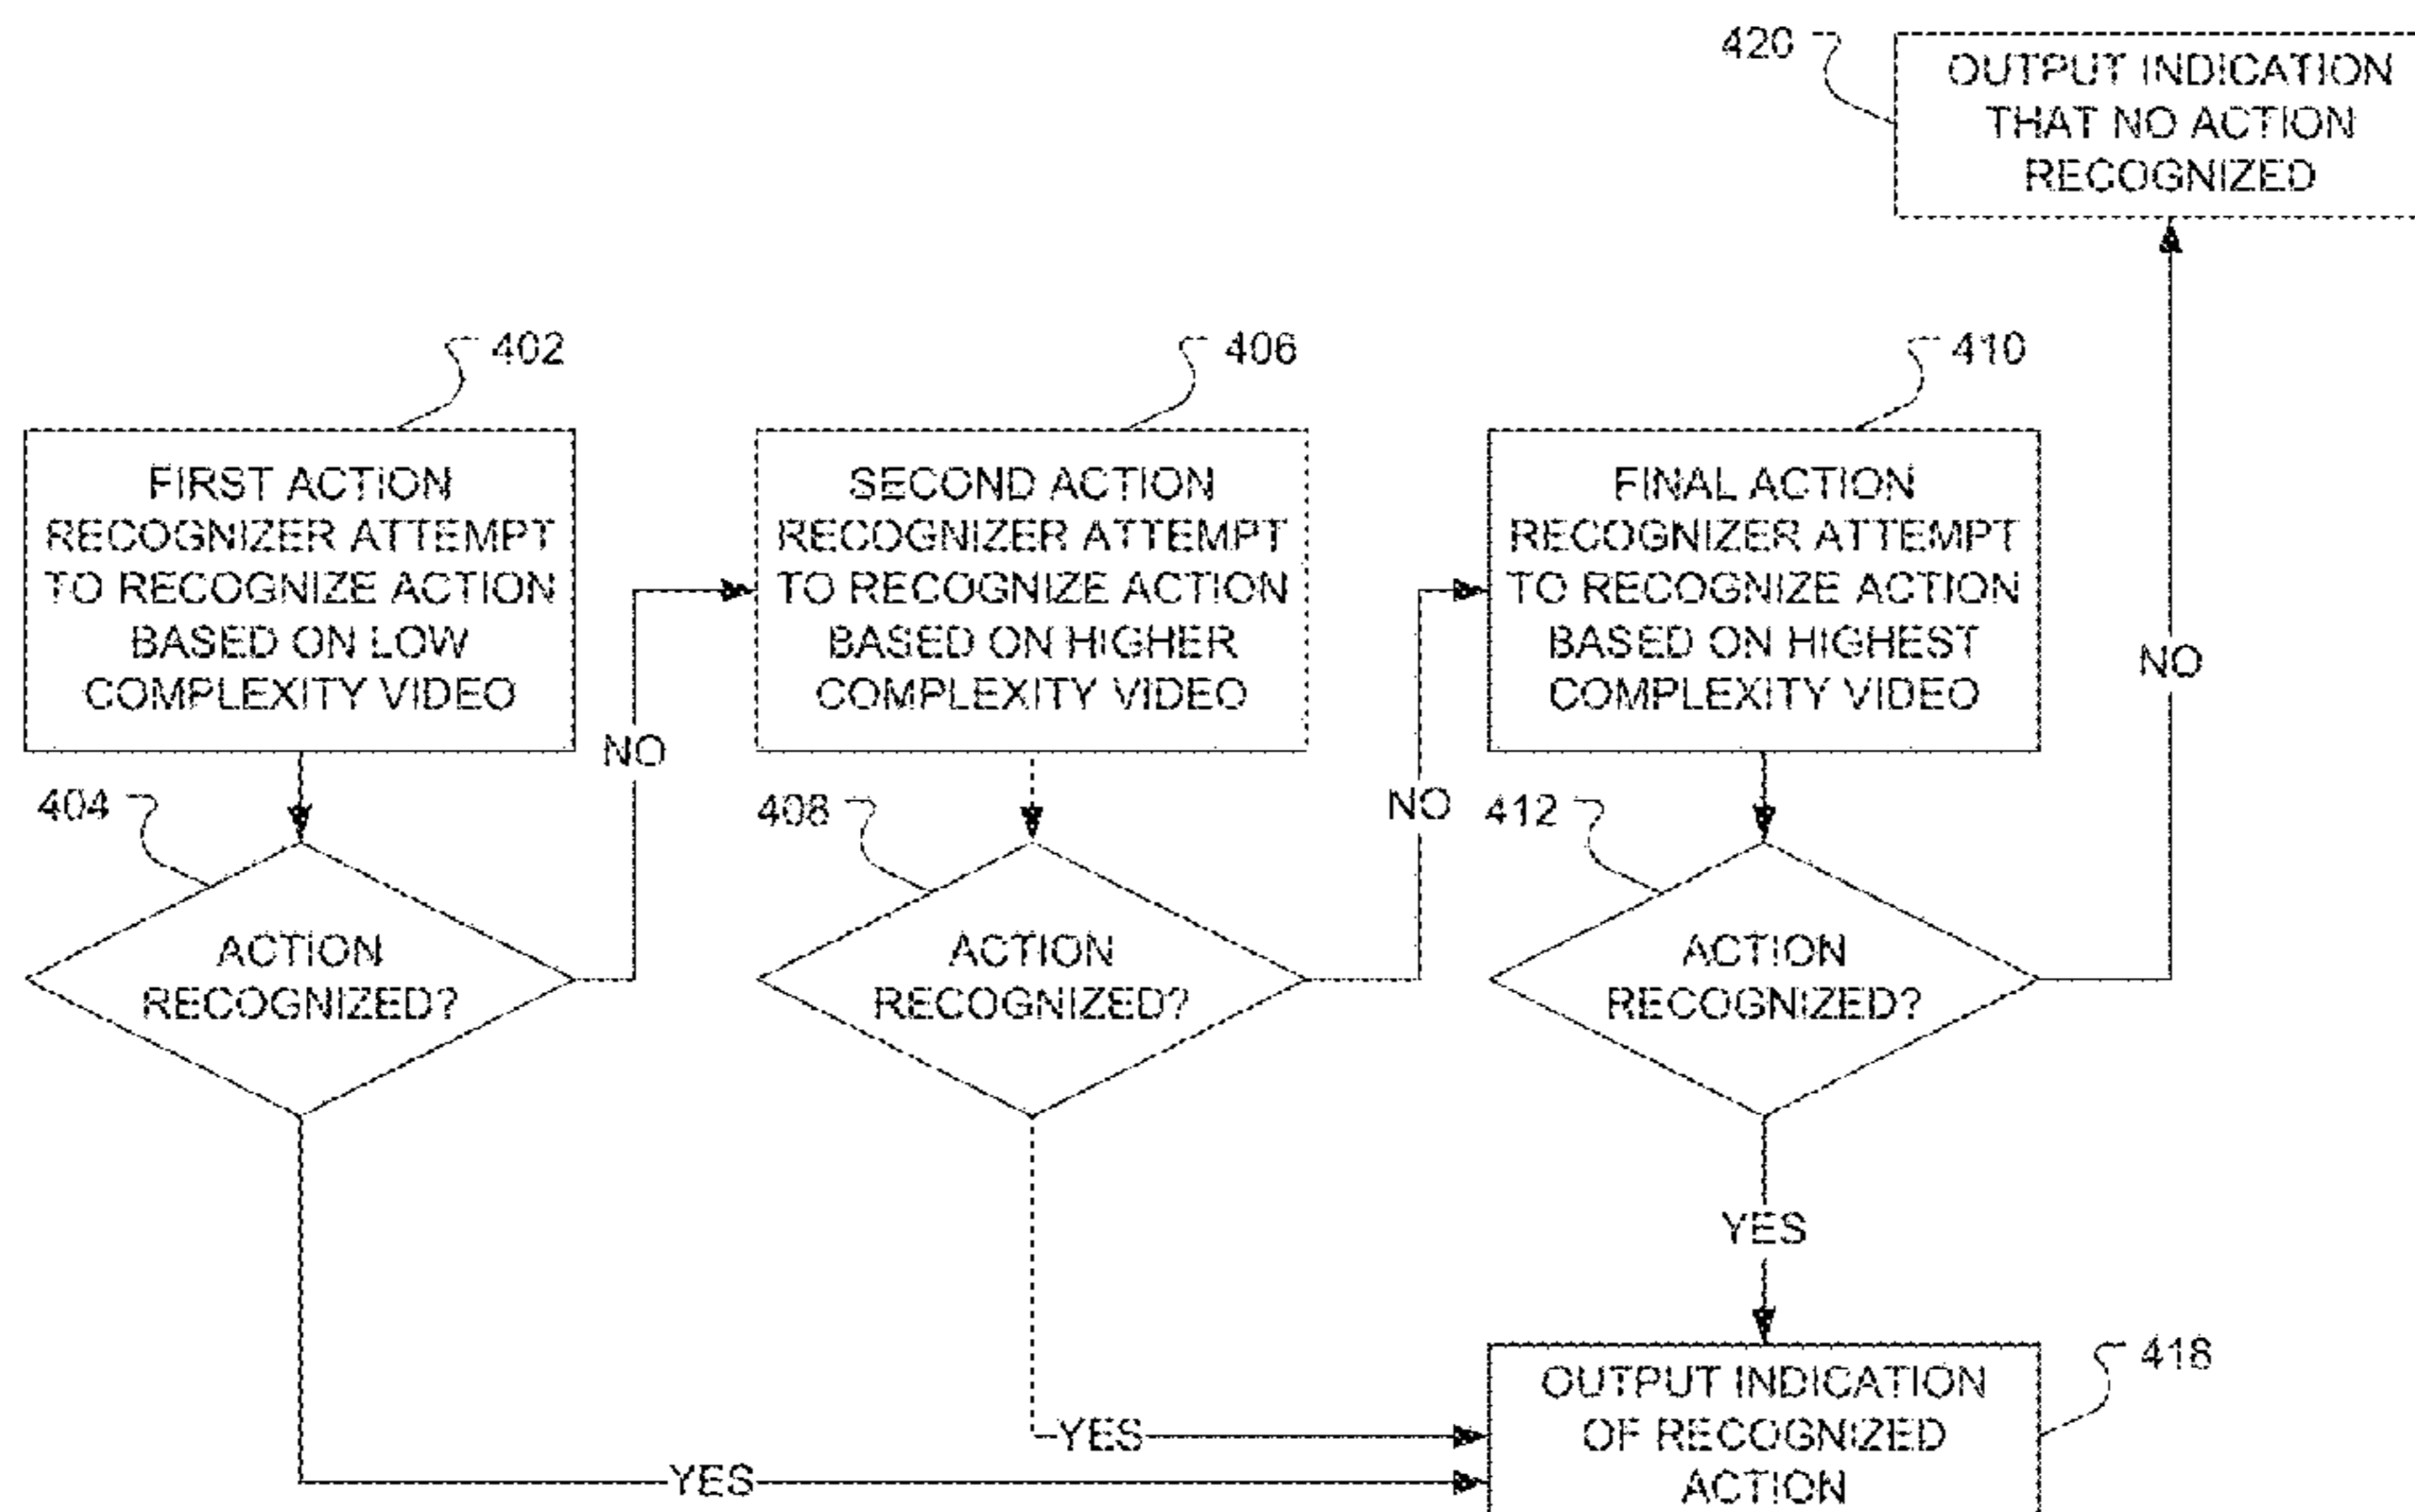 420
OUTPUT INDICATION
THAT NO ACTION
RECOGNIZED
402
406
410
FIRST ACTION
RECOGNIZER ATTEMPT
TO RECOGNIZE ACTION
BASED ON LOW
COMPLEXITY VIDEO
SECOND ACTION
RECOGNIZER ATTEMPT
TO RECOGNIZE ACTION
BASED ON HIGHER
COMPLEXITY VIDEO
FINAL ACTION
RECOGNIZER ATTEMPT
TO RECOGNIZE ACTION
BASED ON HIGHEST
COMPLEXITY VIDEO
NO
NO
NO
404
408
412
ACTION
RECOGNIZED?
ACTION
RECOGNIZED?
ACTION
RECOGNIZED?
YES
YES
YES
418
OUTPUT INDICATION
OF RECOGNIZED
ACTION